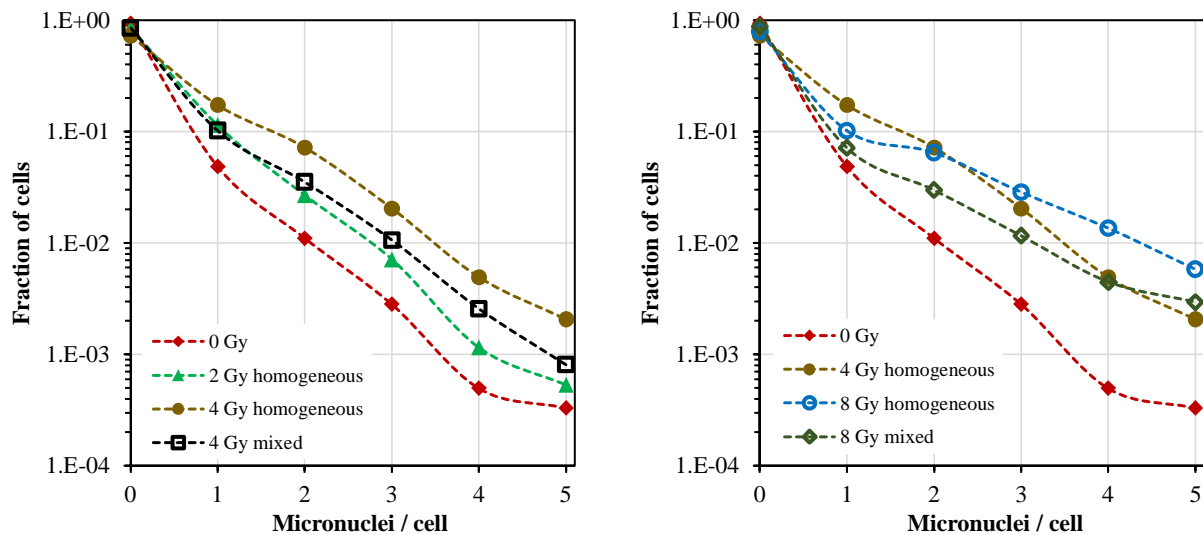 1.E+00
1.E-01
1.E-02
1.E-03
1.E-04
Fraction of cells
0 Gy
2 Gy homogeneous
4 Gy homogeneous
4 Gy mixed
0 1 2 3 4 5
Micronuclei / cell
1.E+00
1.E-01
1.E-02
1.E-03
1.E-04
Fraction of cells
0 Gy
4 Gy homogeneous
8 Gy homogeneous
8 Gy mixed
0 1 2 3 4 5
Micronuclei / cell